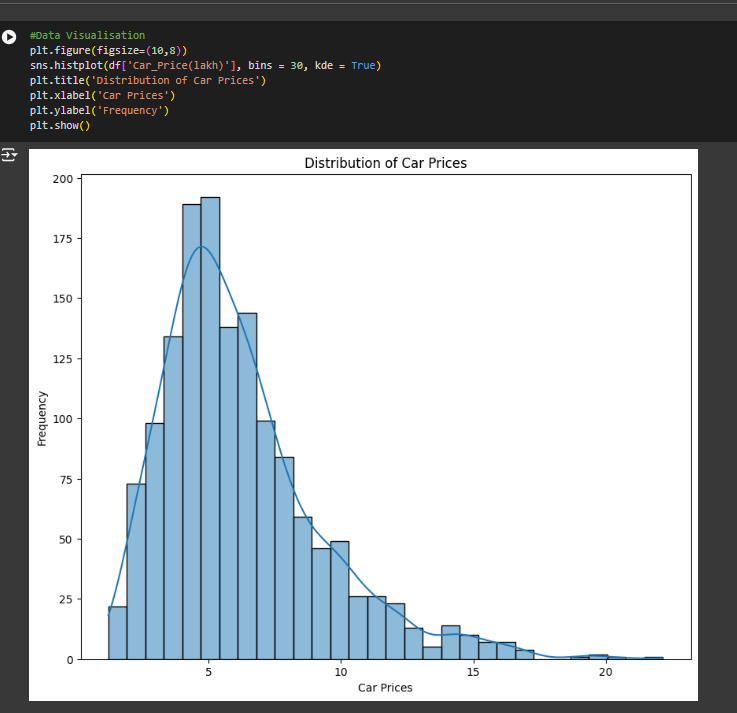 #Data Visualisation
plt.figure(figsize=(10,8))
sns.histplot(df['Car_Price(lakh)'], bins = 30, kde = True)
plt.title('Distribution of Car Prices')
plt.xlabel('Car Prices')
plt.ylabel('Frequency')
plt.show()
Distribution of Car Prices
200
175
150
125
100
75
50
25
0
Frequency
5 10 15 20
Car Prices